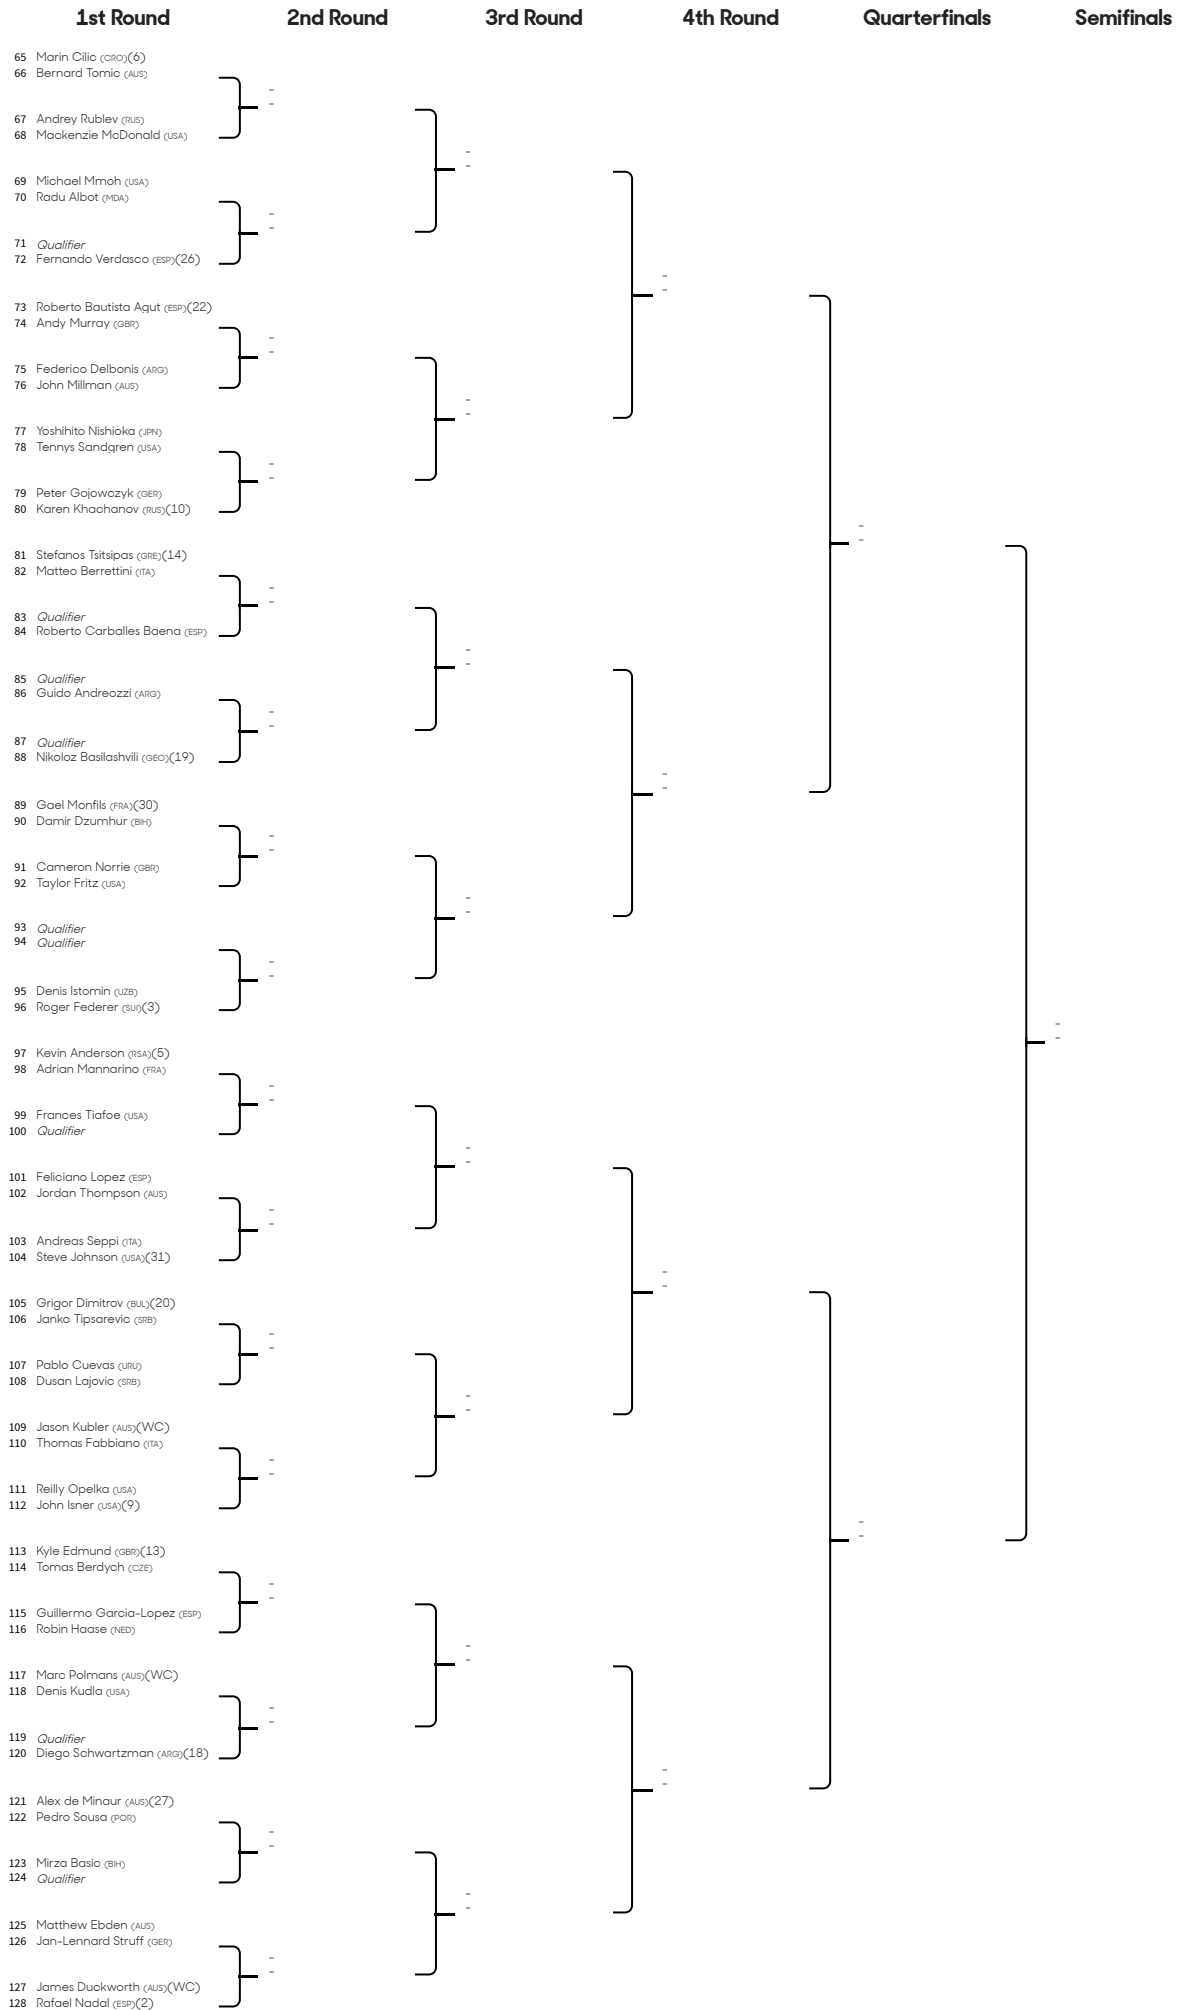 1st Round 2nd Round 3rd Round 4th Round Quarterfinals Semifinals
65 Marin Cilic (CRO)(6)
66 Bernard Tomic (AUS)
67 Andrey Rublev (RUS)
68 Mackenzie McDonald (USA)
69 Michael Mmoh (USA)
70 Radu Albot (MDA)
71 Qualifier
72 Fernando Verdasco (ESP)(26)
73 Roberto Bautista Agut (ESP)(22)
74 Andy Murray (GBR)
75 Federico Delbonis (ARG)
76 John Millman (AUS)
77 Yoshihito Nishioka (JPN)
78 Tennys Sandgren (USA)
79 Peter Gojowczyk (GER)
80 Karen Khachanov (RUS)(10)
81 Stefanos Tsitsipas (GRE)(14)
82 Matteo Berrettini (ITA)
83 Qualifier
84 Roberto Carballes Baena (ESP)
85 Qualifier
86 Guido Andreozzi (ARG)
87 Qualifier
88 Nikoloz Basilashvili (GEO)(19)
89 Gael Monfils (FRA)(30)
90 Damir Dzumhur (BIH)
91 Cameron Norrie (GBR)
92 Taylor Fritz (USA)
93 Qualifier
94 Qualifier
95 Denis Istomin (UZB)
96 Roger Federer (SUI)(3)
97 Kevin Anderson (RSA)(5)
98 Adrian Mannarino (FRA)
99 Frances Tiafoe (USA)
100 Qualifier
101 Feliciano Lopez (ESP)
102 Jordan Thompson (AUS)
103 Andreas Seppi (ITA)
104 Steve Johnson (USA)(31)
105 Grigor Dimitrov (BUL)(20)
106 Janko Tipsarevic (SRB)
107 Pablo Cuevas (URU)
108 Dusan Lajovic (SRB)
109 Jason Kubler (AUS)(WC)
110 Thomas Fabbiano (ITA)
111 Reilly Opelka (USA)
112 John Isner (USA)(9)
113 Kyle Edmund (GBR)(13)
114 Tomas Berdych (CZE)
115 Guillermo Garcia-Lopez (ESP)
116 Robin Haase (NED)
117 Marc Polmans (AUS)(WC)
118 Denis Kudla (USA)
119 Qualifier
120 Diego Schwartzman (ARG)(18)
121 Alex de Minaur (AUS)(27)
122 Pedro Sousa (POR)
123 Mirza Basic (BIH)
124 Qualifier
125 Matthew Ebden (AUS)
126 Jan-Lennard Struff (GER)
127 James Duckworth (AUS)(WC)
128 Rafael Nadal (ESP)(2)